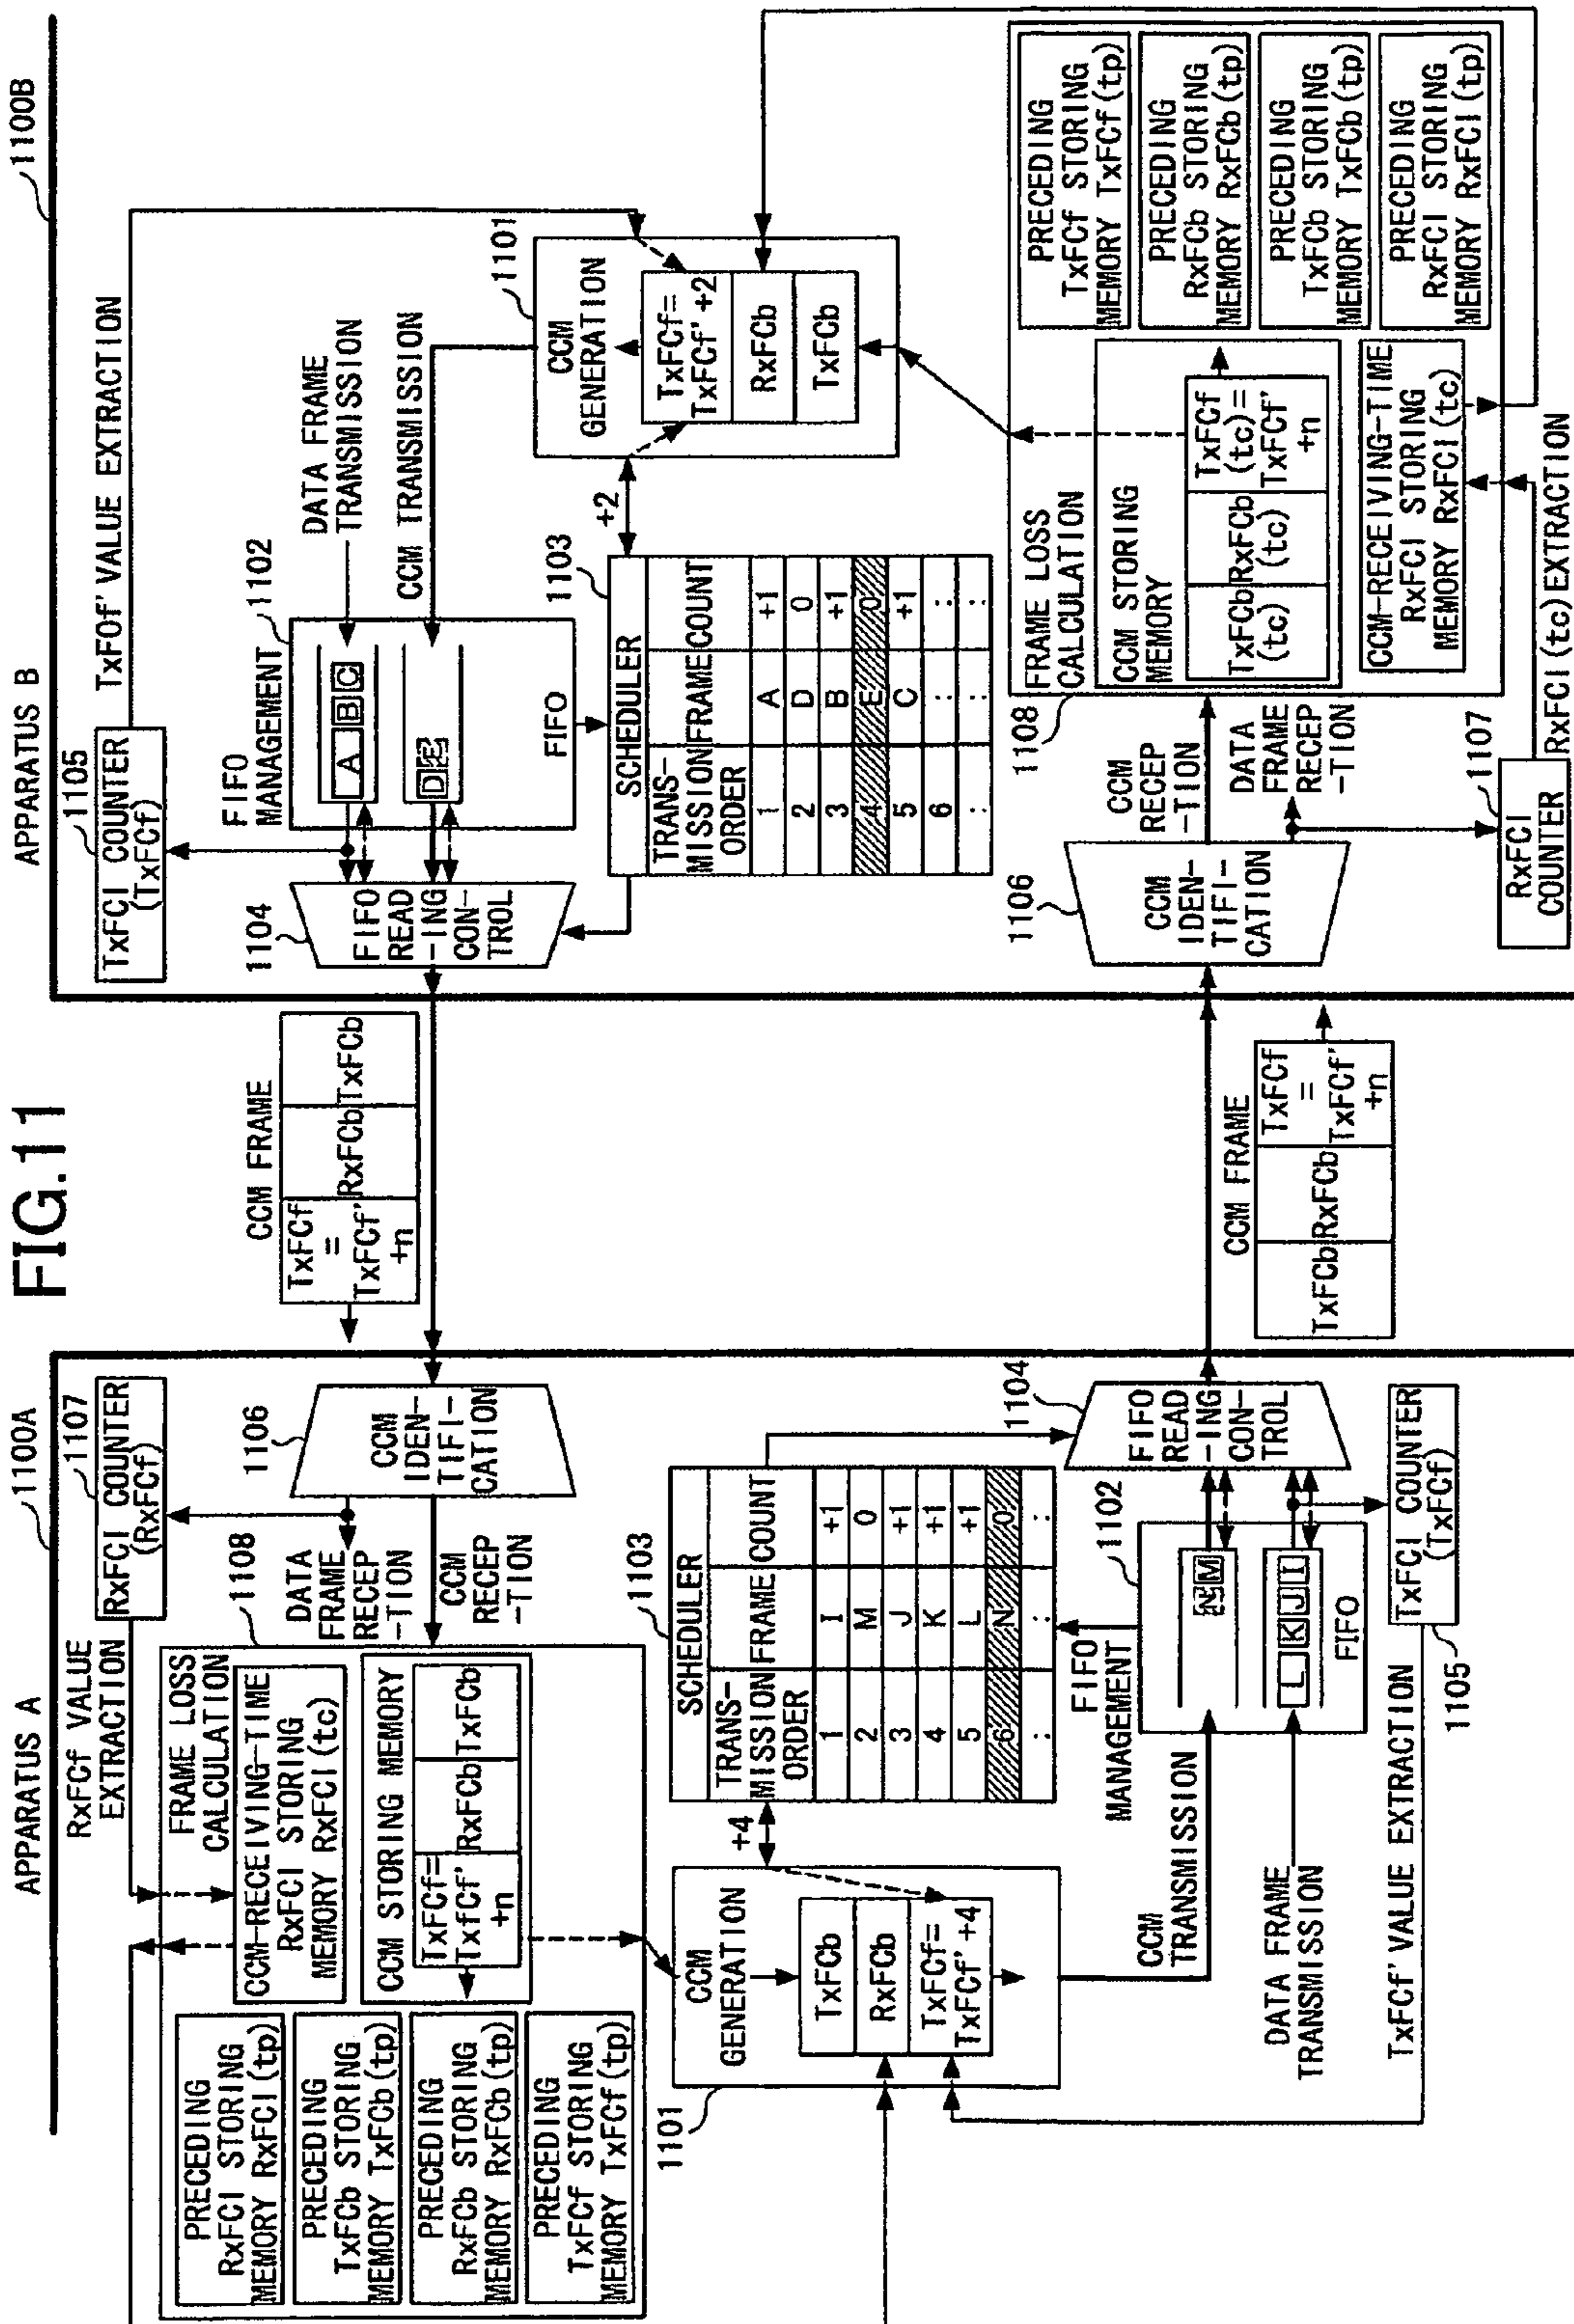 FIG.11
APPARATUS A
1100A
RxFCf VALUE
EXTRACTION
RxFCl COUNTER
(RxFCf)
1107
FRAME LOSS
CALCULATION
1108
CCM-RECEIVING-TIME
RxFCl STORING
MEMORY RxFCl(tc)
CCM STORING MEMORY
TxFCf=
TxfCf'
+n
RxFCb
TxFCb
PRECEDING
RxFCl STORING
MEMORY RxFCl(tp)
PRECEDING
TxFCb STORING
MEMORY TxFCb(tp)
PRECEDING
RxFCb STORING
MEMORY RxFCb(tp)
PRECEDING
TxFCf STORING
MEMORY TxFCf(tp)
DATA
FRAME
RECEP
-TION
CCM
RECEP
-TION
1106
CCM
IDEN-
TIFI-
CATION
1101
CCM
GENERATION
TxFCb
RxFCb
TxFCf=
TxFCf'+4
+4
1103
SCHEDULER
TRANS-
MISSION
ORDER
FRAME
COUNT
1 I +1
2 M 0
3 J +1
4 K +1
5 L +1
6 N 0
: : :
FIFO
MANAGEMENT
1102
N M
L K J I
FIFO
1104
FIFO
READ
-ING
CON-
TROL
CCM
TRANSMISSION
DATA FRAME
TRANSMISSION
TxFCf' VALUE EXTRACTION
1105
TxFCl COUNTER
(TxFCf)
CCM FRAME
TxFCf
=
TxFCf'
+n
RxFCb
TxFCb
CCM FRAME
TxFCb
RxFCb
TxFCf
=
TxFCf'
+n
APPARATUS B
1100B
1105
TxFCl COUNTER
(TxFCf)
TxFOf' VALUE EXTRACTION
FIFO
MANAGEMENT
1102
A B C
D E
FIFO
DATA FRAME
TRANSMISSION
CCM TRANSMISSION
1104
FIFO
READ
-ING
CON-
TROL
1103
SCHEDULER
TRANS-
MISSION
ORDER
FRAME
COUNT
1 A +1
2 D 0
3 B +1
4 E 0
5 C +1
6 : :
: : :
+2
1101
CCM
GENERATION
TxFCf=
TxFCf'+2
RxFCb
TxFCb
1106
CCM
IDEN-
TIFI-
CATION
CCM
RECEP
-TION
DATA
FRAME
RECEP
-TION
1107
RxFCl
COUNTER
RxFCl(tc)EXTRACTION
1108
FRAME LOSS
CALCULATION
CCM STORING
MEMORY
TxFCb
(tc)
RxFCb
(tc)
TxFCf
(tc)=
TxFCf'
+n
CCM-RECEIVING-TIME
RxFCl STORING
MEMORY RxFCl(tc)
PRECEDING
TxFCf STORING
MEMORY TxFCf(tp)
PRECEDING
RxFCb STORING
MEMORY RxFCb(tp)
PRECEDING
TxFCb STORING
MEMORY TxFCb(tp)
PRECEDING
RxFCl STORING
MEMORY RxFCl(tp)